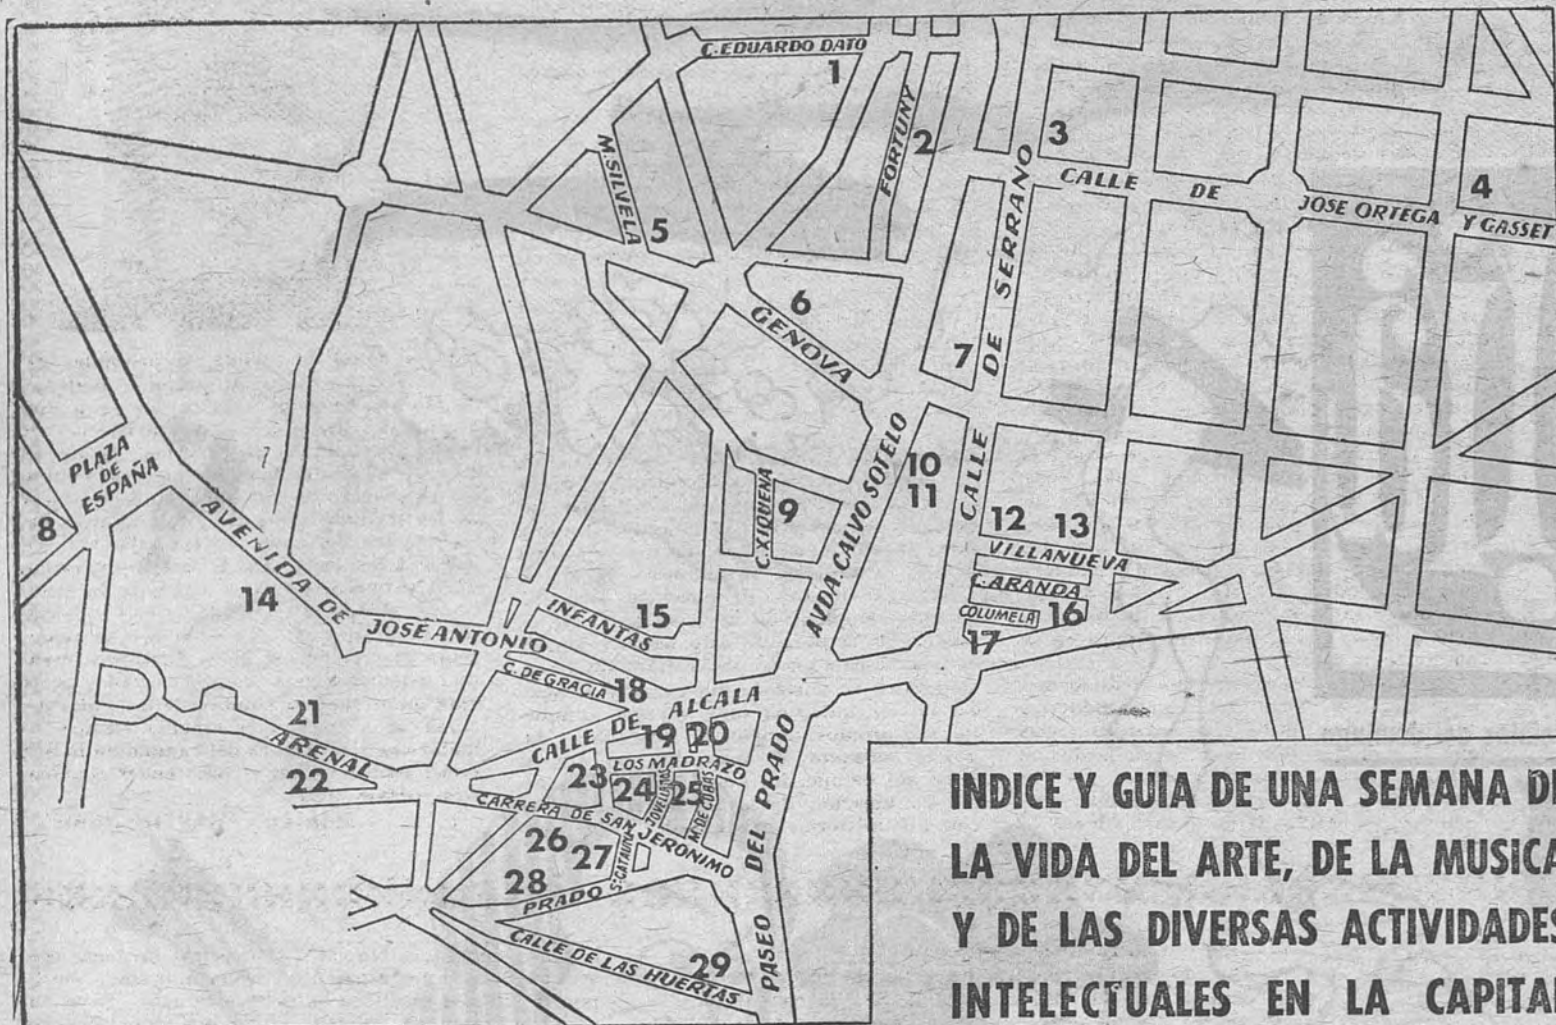 C. EDUARDO DATO
1
FORTUNY
2
3
M. SILVELA
5
CALLE DE JOSE ORTEGA Y GASSET
4
6
GENOVA
7
CALLE DE SERRANO
PLAZA
DE
ESPAÑA
8
AVENIDA DE JOSE ANTONIO
14
C. XIQUENA
9
AVDA. CALVO SOTELO
10
11
12
13
VILLANUEVA
C. ARANDA
COLUMELA
16
17
INFANTAS
15
C. DE GRACIA
18
CALLE DE ALCALA
19
20
21
ARENAL
22
LOS MADRAZO
23
24
JOVELLANOS
25
M. DE CUBAS
CARRERA DE SAN JERONIMO
26
27
28
PRADO
CALLE DE LAS HUERTAS
29
PASEO DEL PRADO
INDICE Y GUIA DE UNA SEMANA DE
LA VIDA DEL ARTE, DE LA MUSICA
Y DE LAS DIVERSAS ACTIVIDADES
INTELECTUALES EN LA CAPITAL